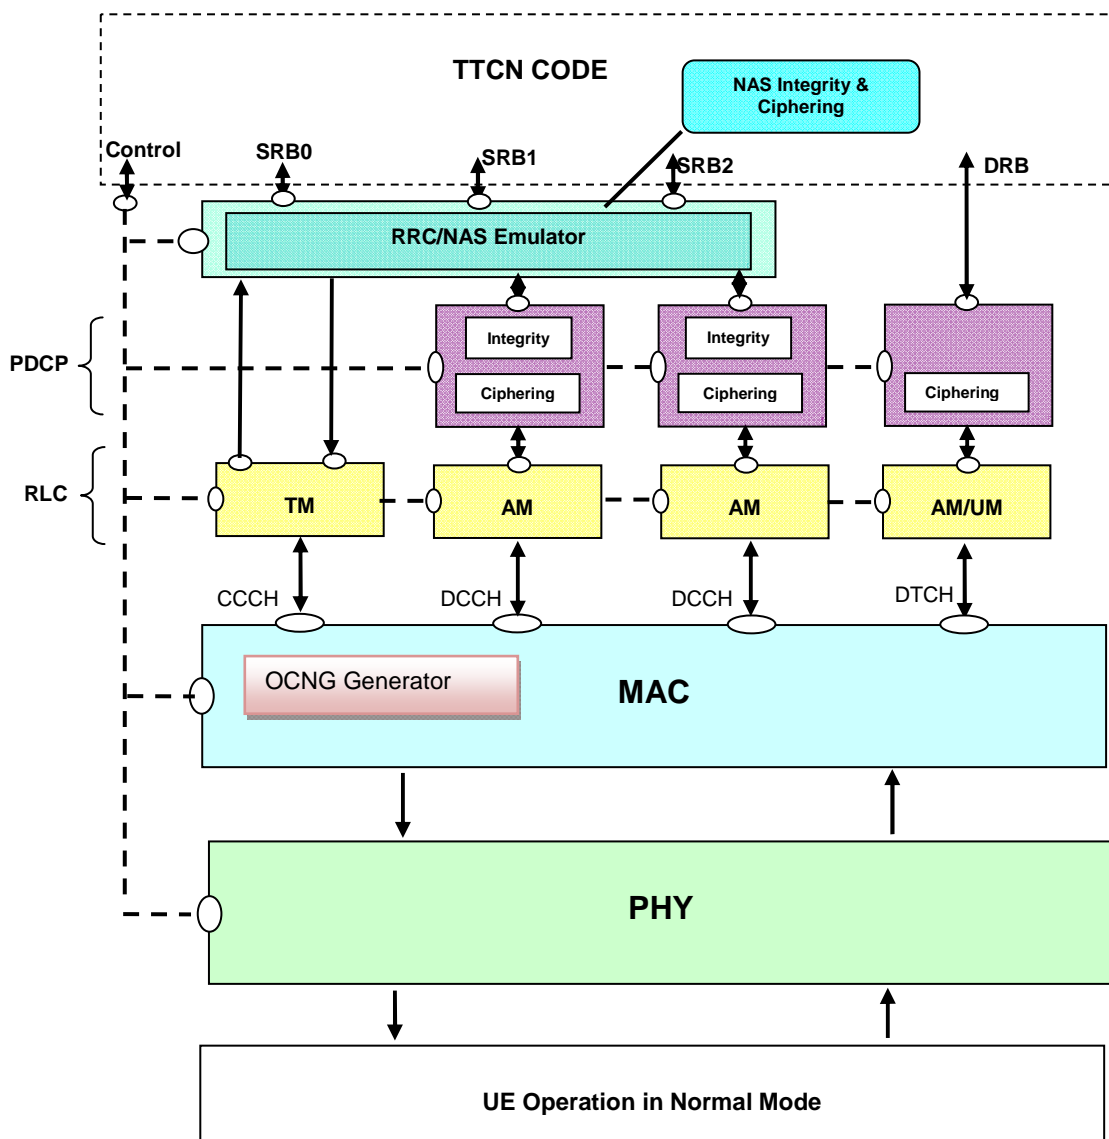 TTCN CODE
NAS Integrity &
Ciphering
Control
SRB0
SRB1
SRB2
DRB
RRC/NAS Emulator
PDCP
Integrity
Ciphering
Integrity
Ciphering
Ciphering
RLC
TM
AM
AM
AM/UM
CCCH
DCCH
DCCH
DTCH
OCNG Generator
MAC
PHY
UE Operation in Normal Mode